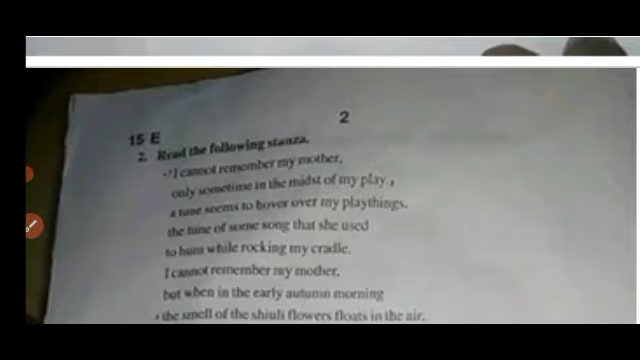 2
15 E
2. Read the following stanza.
"I cannot remember my mother,
only sometime in the midst of my play,
a tune seems to hover over my playthings,
the tune of some song that she used
to hum while rocking my cradle.
I cannot remember my mother,
but when in the early autumn morning
the smell of the shiuli flowers floats in the air,